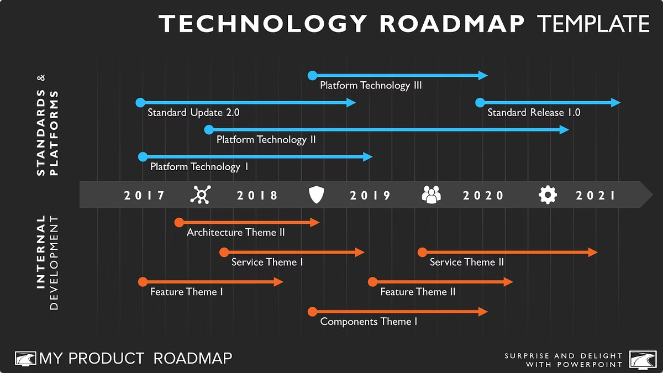 TECHNOLOGY ROADMAP TEMPLATE
STANDARDS &
PLATFORMS
Platform Technology III
Standard Update 2.0
Standard Release 1.0
Platform Technology II
Platform Technology I
2017 2018 2019 2020 2021
INTERNAL
DEVELOPMENT
Architecture Theme II
Service Theme I
Service Theme II
Feature Theme I
Feature Theme II
Components Theme I
MY PRODUCT ROADMAP
SURPRISE AND DELIGHT
WITH POWERPOINT